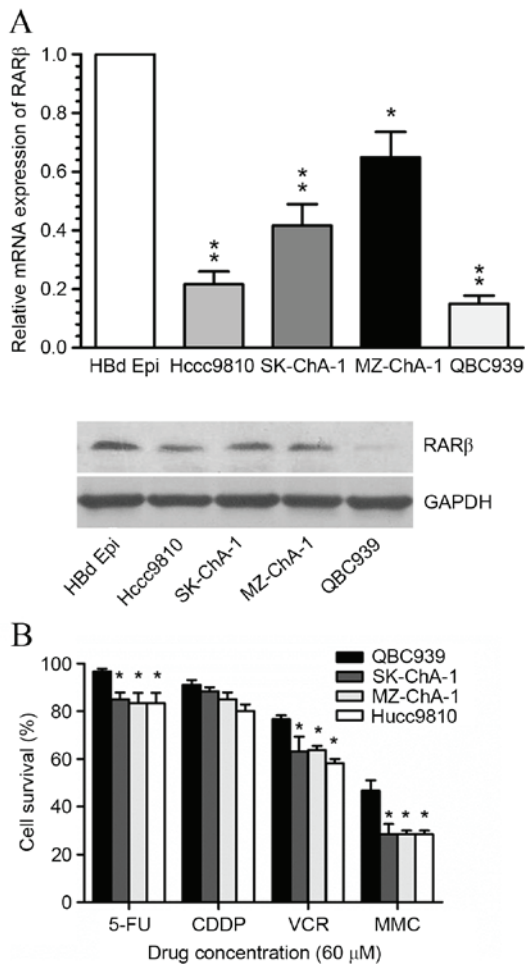 A
Relative mRNA expression of RARβ
1.0
0.8
0.6
0.4
0.2
0.0
*
*
*
*
*
*
*
HBd Epi Hccc9810 SK-ChA-1 MZ-ChA-1 QBC939
RARβ
GAPDH
HBd Epi Hccc9810 SK-ChA-1 MZ-ChA-1 QBC939
B
QBC939
SK-ChA-1
MZ-ChA-1
Hucc9810
Cell survival (%)
100
80
60
40
20
0
* * *
* * *
* * *
5-FU CDDP VCR MMC
Drug concentration (60 μM)